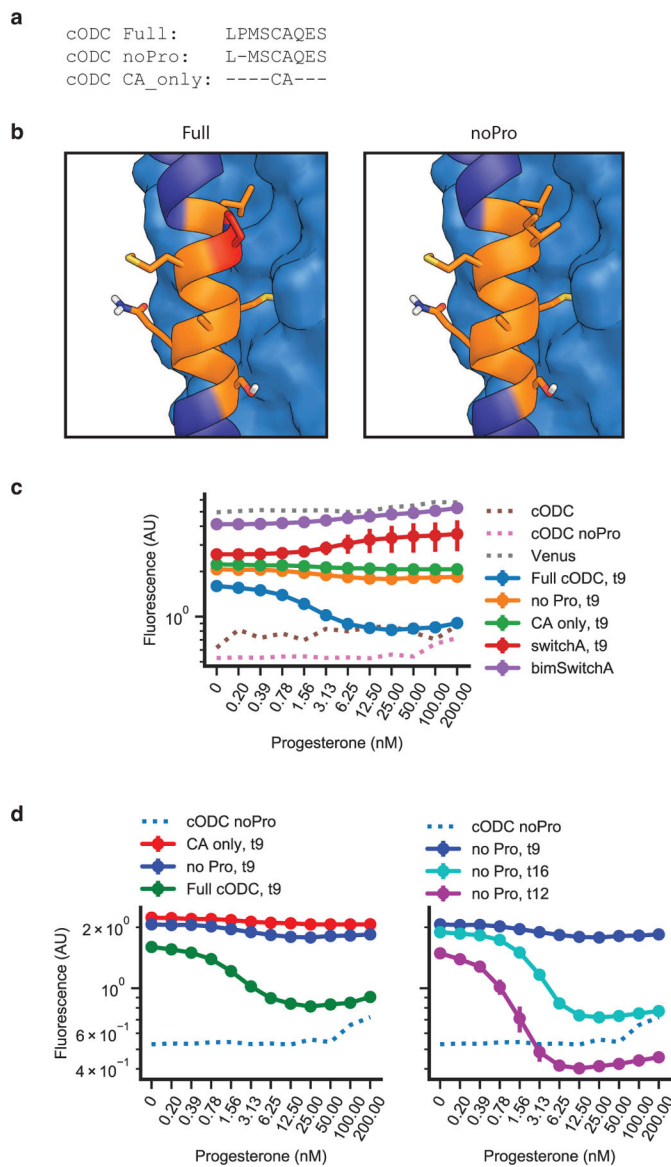 a
cODC Full: LPMSCAQES
cODC noPro: L-MSCAQES
cODC CA_only: ----CA---
b
Full
noPro
c
Fluorescence (AU)
10⁰
0
0.20
0.39
0.78
1.56
3.13
6.25
12.50
25.00
50.00
100.00
200.00
Progesterone (nM)
cODC
cODC noPro
Venus
Full cODC, t9
no Pro, t9
CA only, t9
switchA, t9
bimSwitchA
d
cODC noPro
CA only, t9
no Pro, t9
Full cODC, t9
Fluorescence (AU)
2 × 10⁰
10⁰
6 × 10⁻¹
4 × 10⁻¹
0
0.20
0.39
0.78
1.56
3.13
6.25
12.50
25.00
50.00
100.00
200.00
Progesterone (nM)
cODC noPro
no Pro, t9
no Pro, t16
no Pro, t12
0
0.20
0.39
0.78
1.56
3.13
6.25
12.50
25.00
50.00
100.00
200.00
Progesterone (nM)